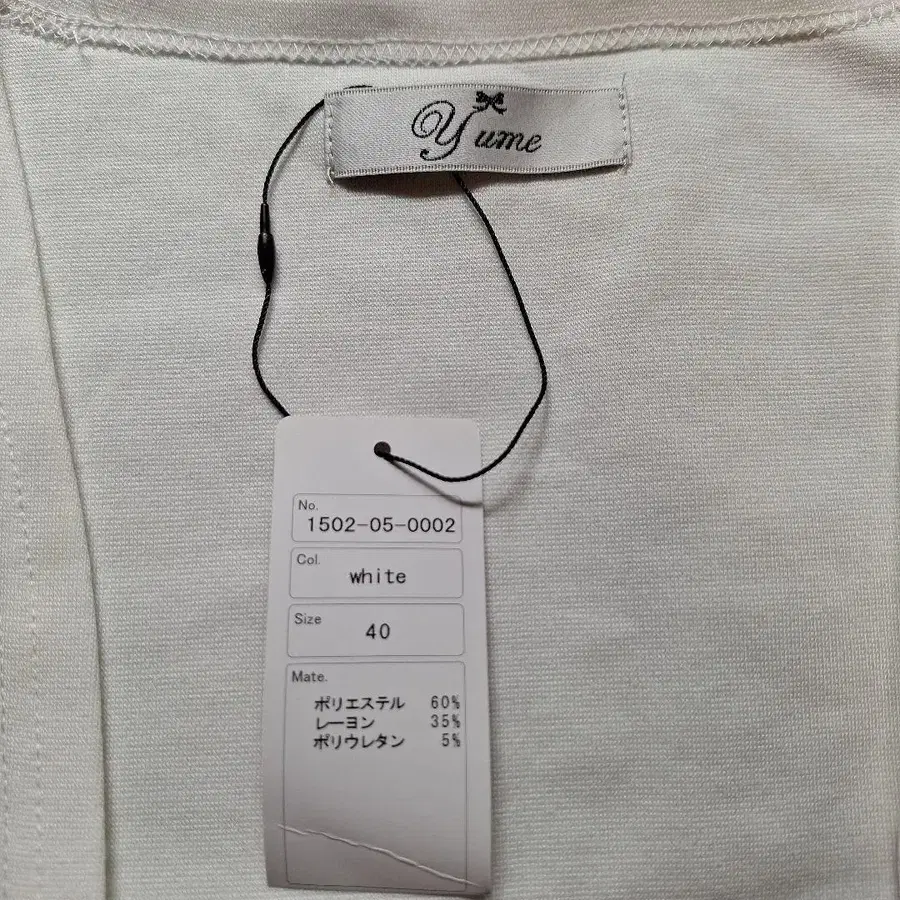 Yume
No.
1502-05-0002
Col.
white
Size
40
Mate.
ポリエステル 60%
レーヨン 35%
ポリウレタン 5%